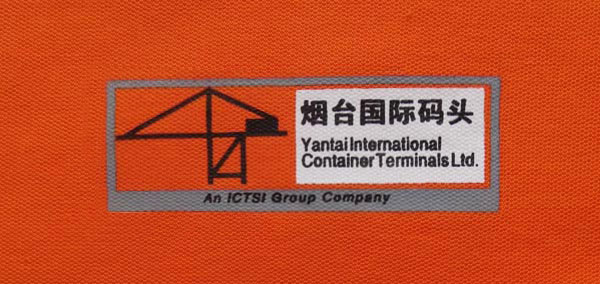 烟台国际码头
Yantai International
Container Terminals Ltd.
An ICTSI Group Company